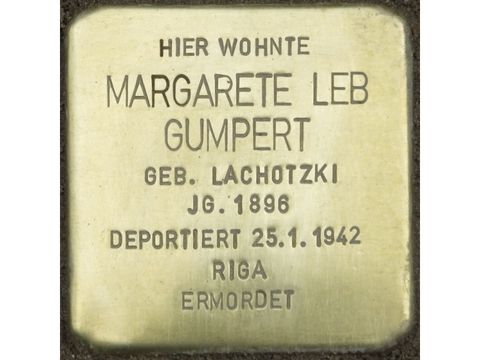 HIER WOHNTE
MARGARETE LEB
GUMPERT
GEB. LACHOTZKI
JG. 1896
DEPORTIERT 25.1.1942
RIGA
ERMORDET